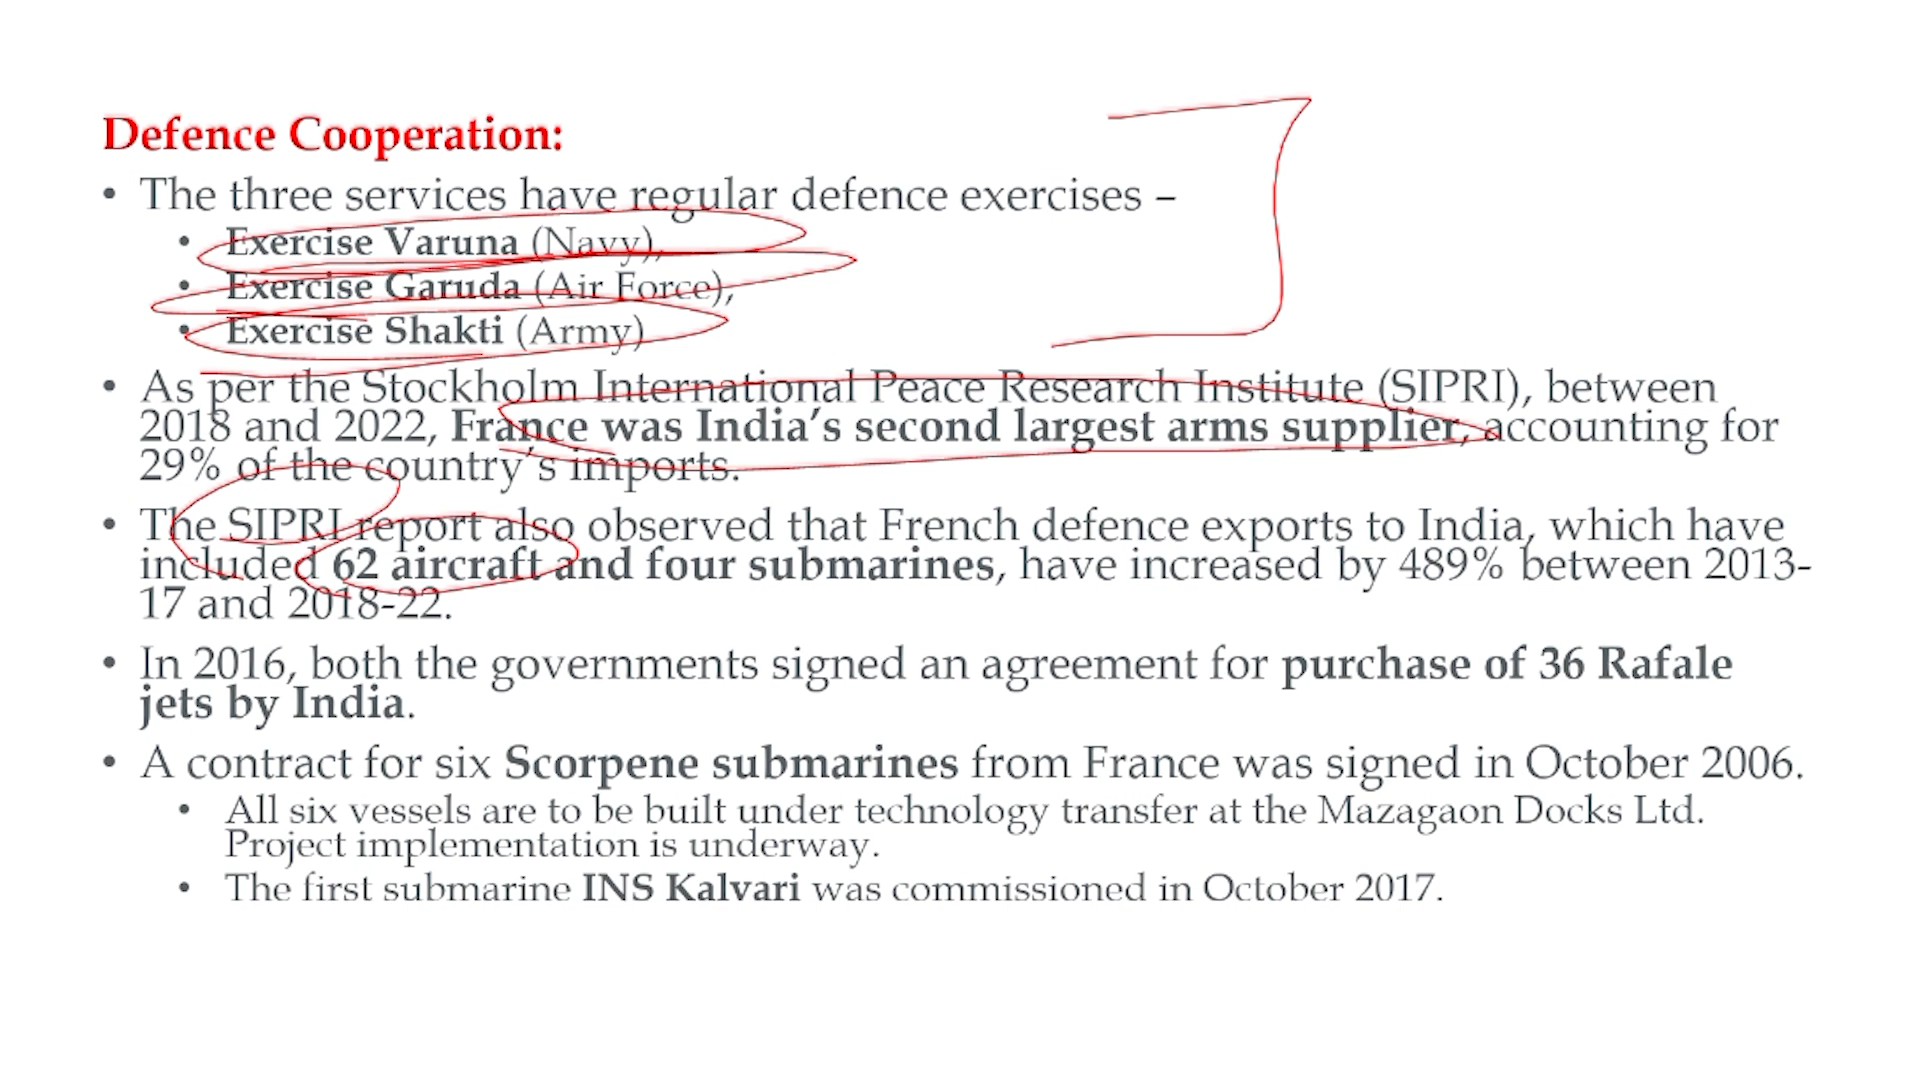 Defence Cooperation:
• The three services have regular defence exercises –
• Exercise Varuna (Navy),
• Exercise Garuda (Air Force),
• Exercise Shakti (Army)
• As per the Stockholm International Peace Research Institute (SIPRI), between
2018 and 2022, France was India’s second largest arms supplier, accounting for
29% of the country’s imports.
• The SIPRI report also observed that French defence exports to India, which have
included 62 aircraft and four submarines, have increased by 489% between 2013-
17 and 2018-22.
• In 2016, both the governments signed an agreement for purchase of 36 Rafale
jets by India.
• A contract for six Scorpene submarines from France was signed in October 2006.
• All six vessels are to be built under technology transfer at the Mazagaon Docks Ltd.
Project implementation is underway.
• The first submarine INS Kalvari was commissioned in October 2017.